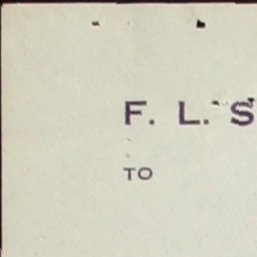 F. L. S
TO